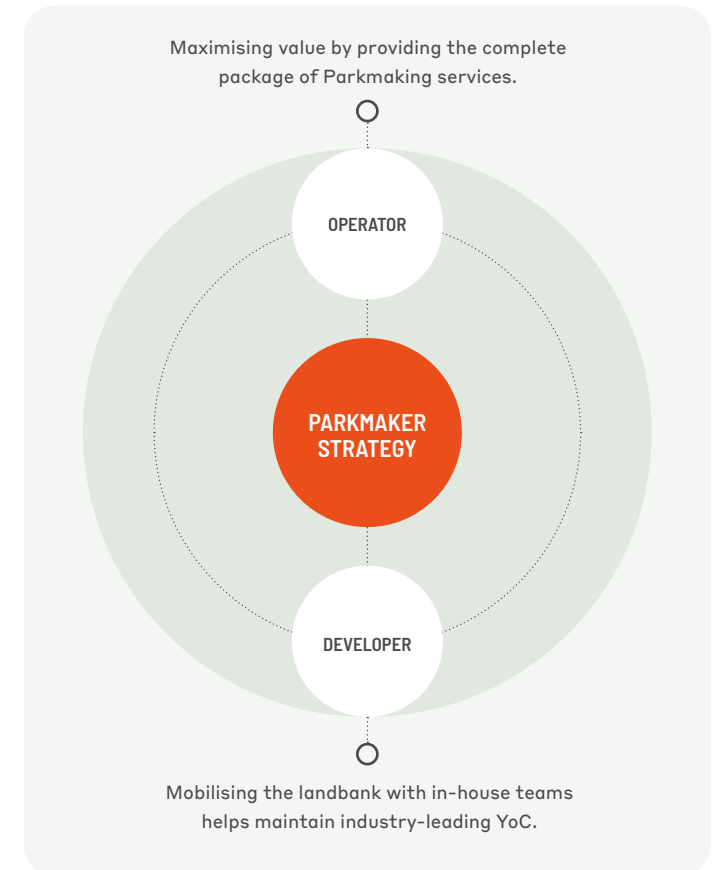 Maximising value by providing the complete
package of Parkmaking services.
OPERATOR
PARKMAKER
STRATEGY
DEVELOPER
Mobilising the landbank with in-house teams
helps maintain industry-leading YoC.